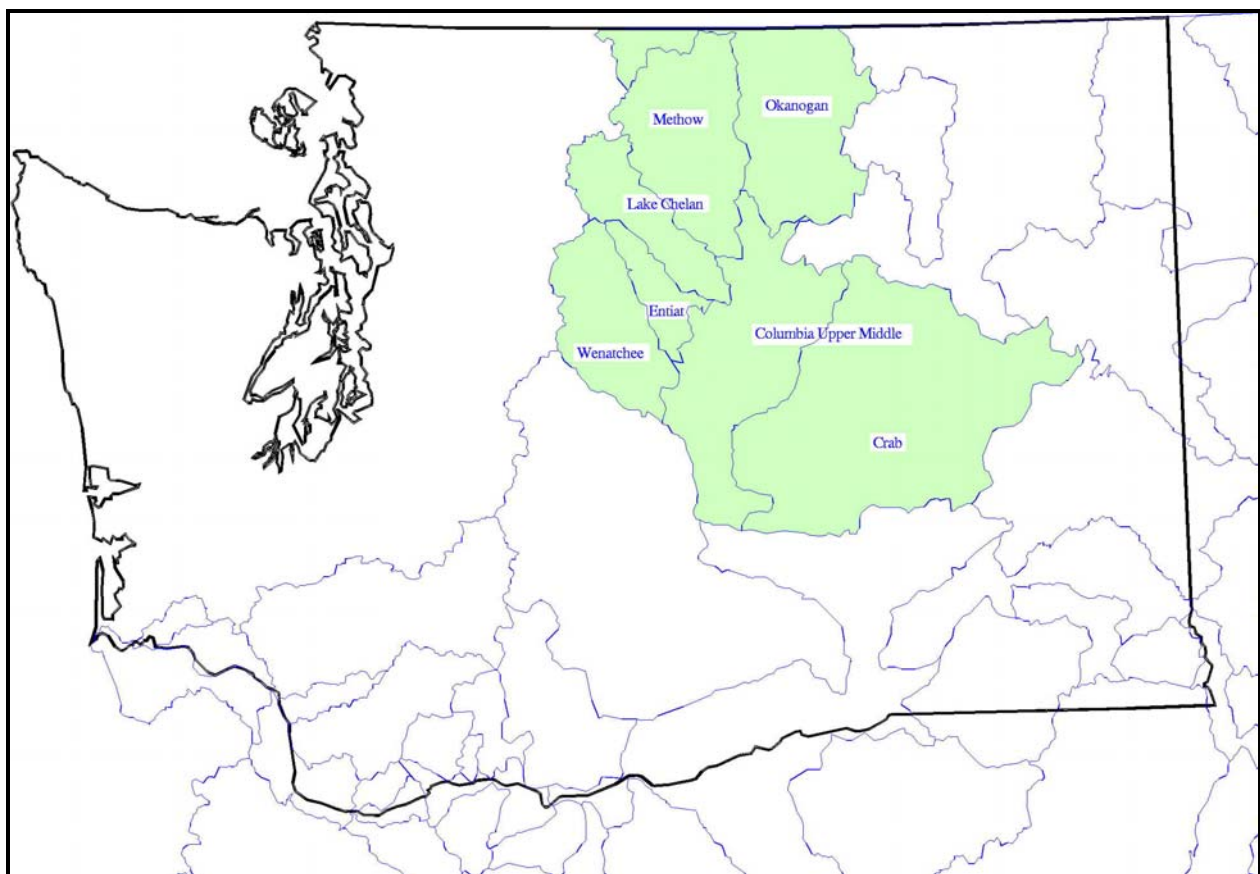 Okanogan
Methow
Lake Chelan
Entiat
Columbia Upper Middle
Wenatchee
Crab